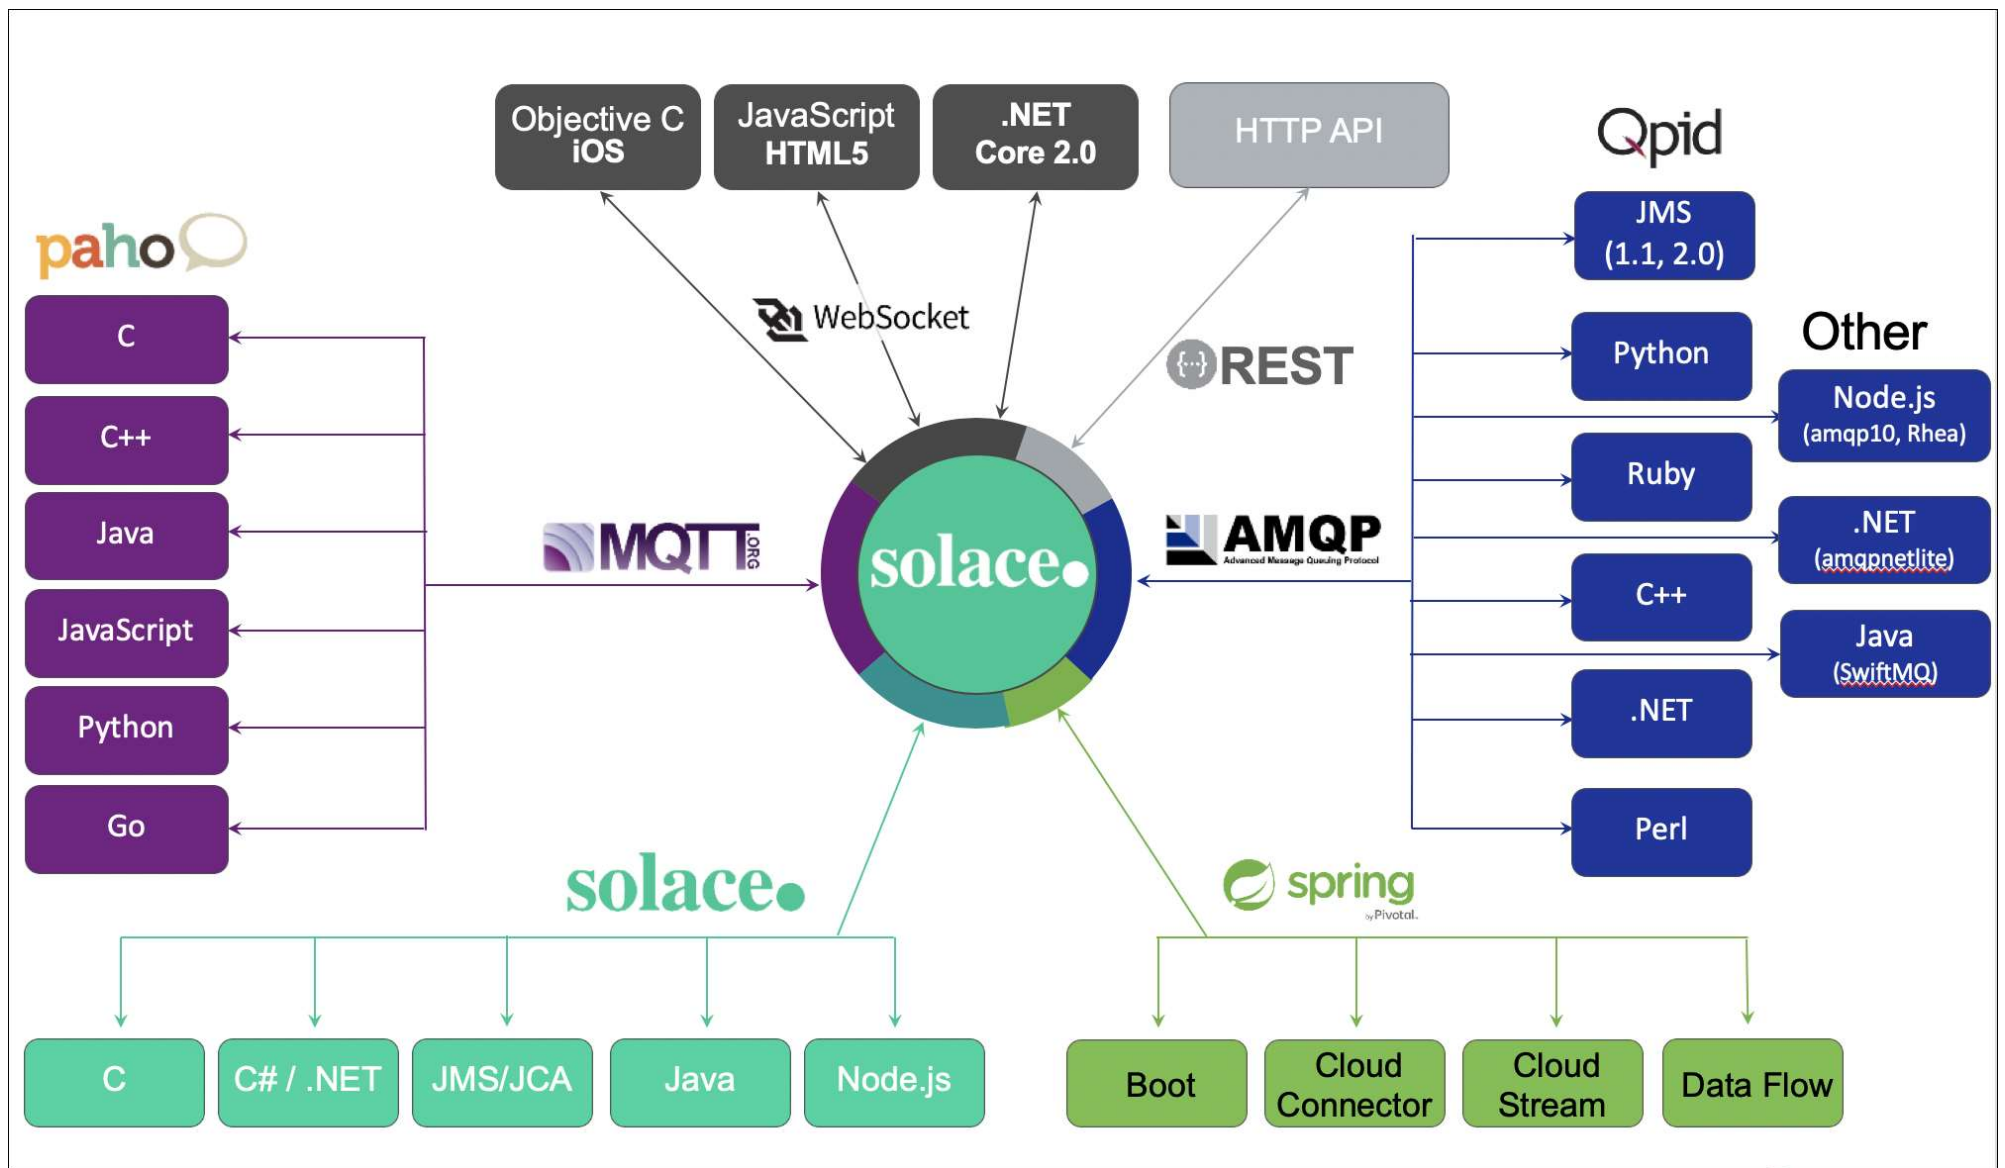 Objective C
iOS
JavaScript
HTML5
.NET
Core 2.0
HTTP API
Qpid
paho
JMS
(1.1, 2.0)
C
WebSocket
REST
Python
Other
Node.js
(amqp10, Rhea)
C++
Ruby
Java
MQTT
.ORG
solace.
AMQP
Advanced Message Queuing Protocol
.NET
(amqpnetlite)
C++
JavaScript
Java
(SwiftMQ)
Python
.NET
Go
Perl
solace.
spring
by Pivotal.
C
C# / .NET
JMS/JCA
Java
Node.js
Boot
Cloud
Connector
Cloud
Stream
Data Flow